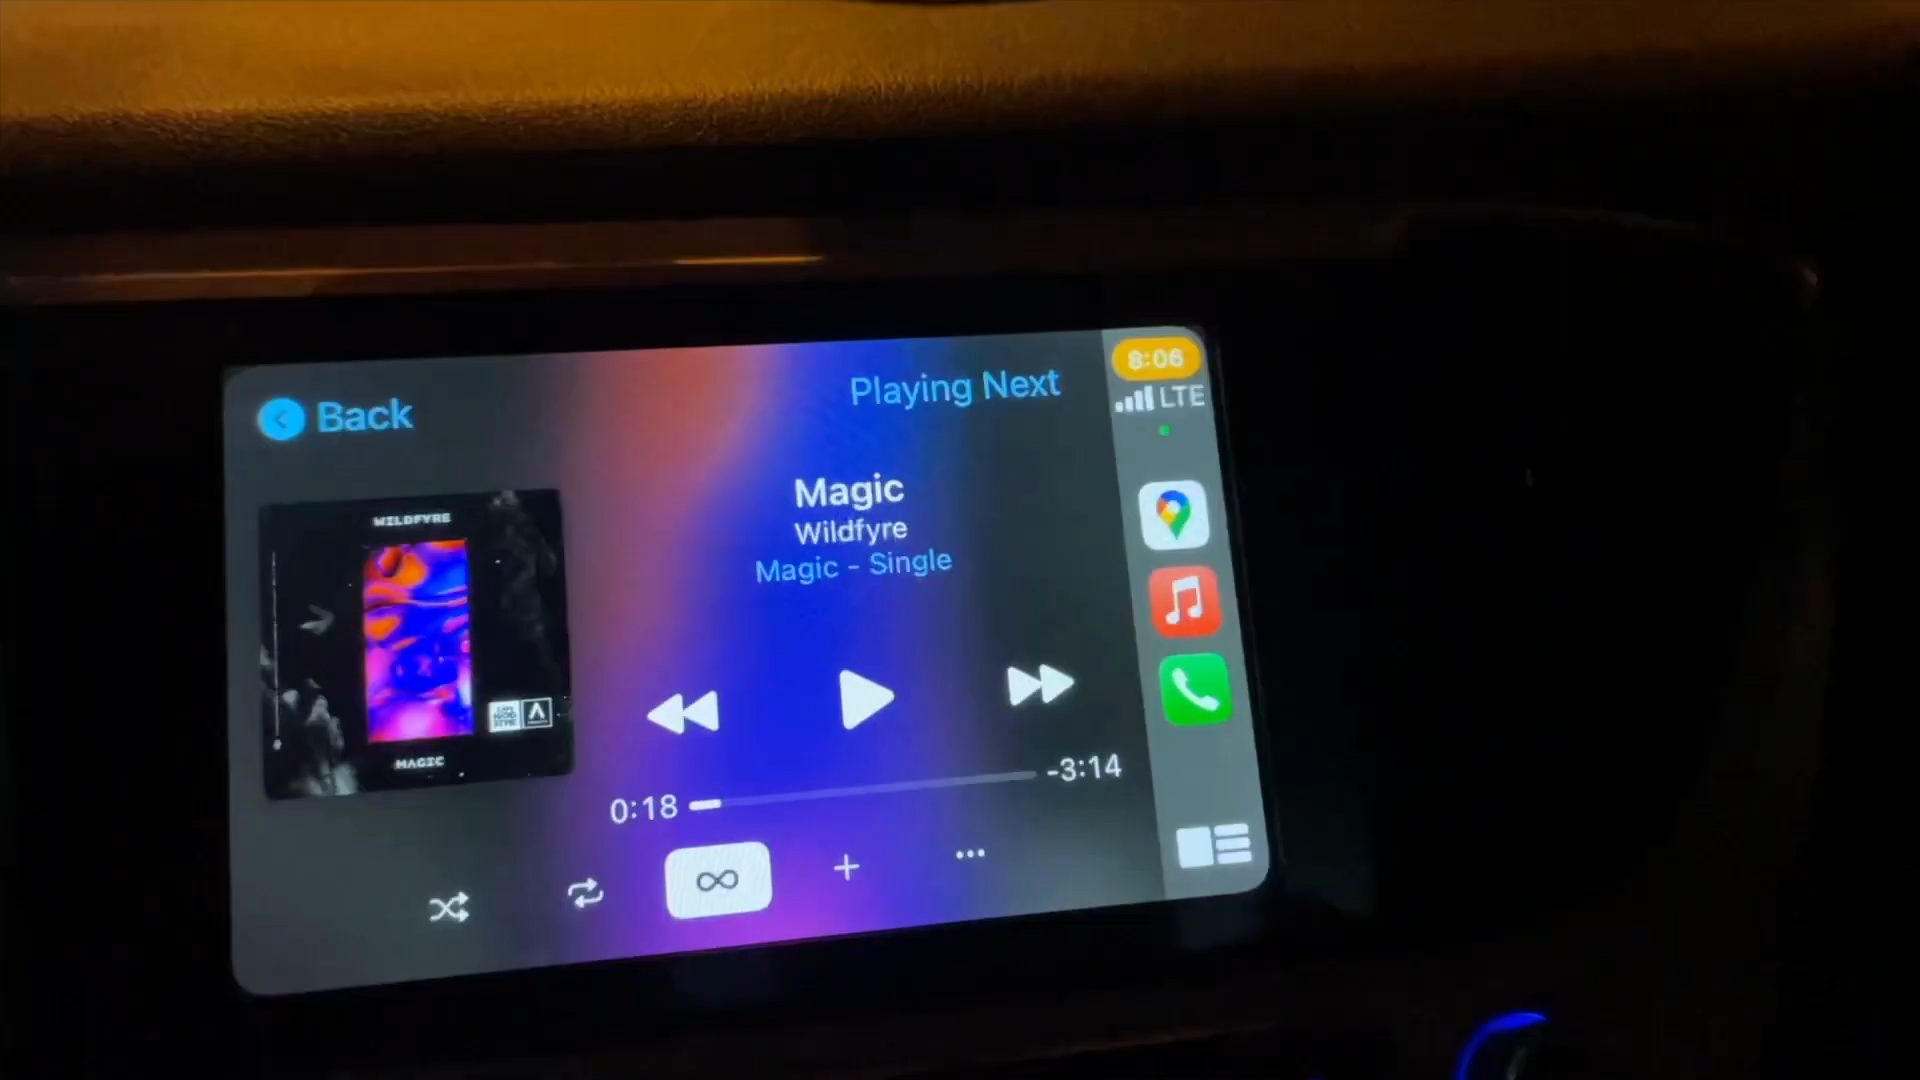 8:06
LTE
Back
Playing Next
WILDFYRE
Magic
Wildfyre
Magic - Single
MAGIC
0:18
-3:14